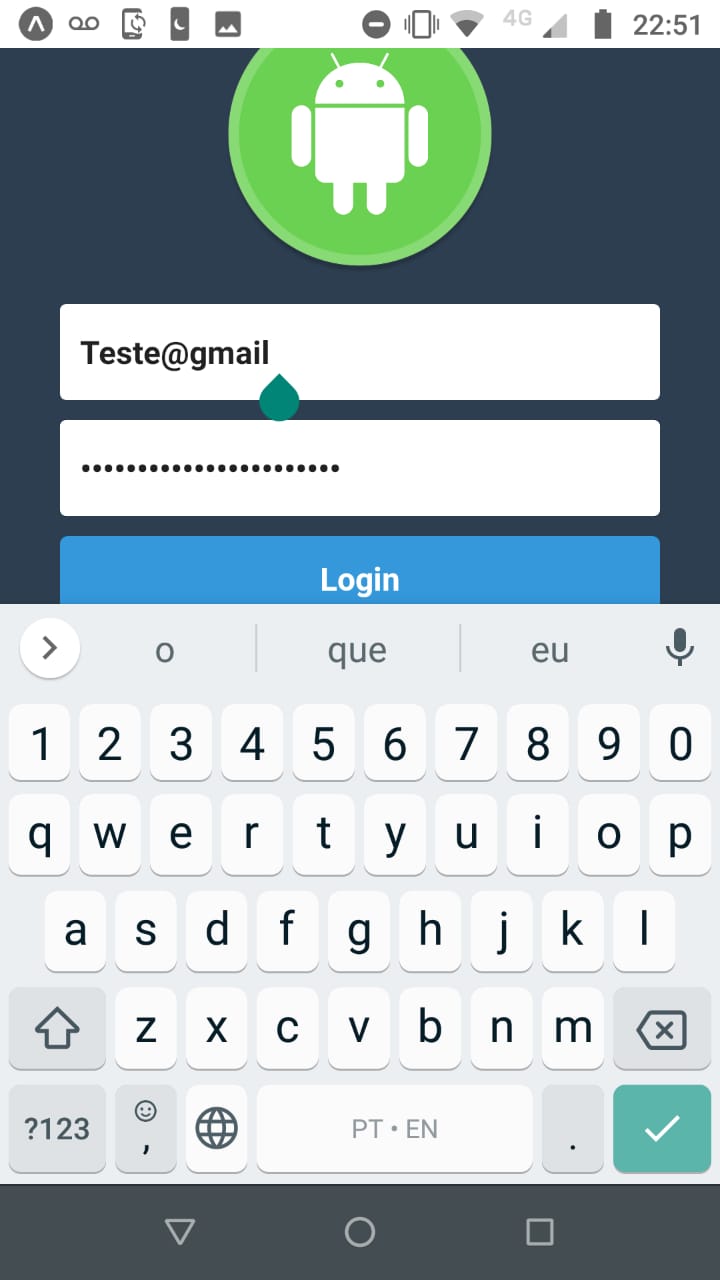 4G 22:51
Teste@gmail
••••••••••••••••••••••
Login
o que eu
1 2 3 4 5 6 7 8 9 0
q w e r t y u i o p
a s d f g h j k l
z x c v b n m
?123 , PT • EN .